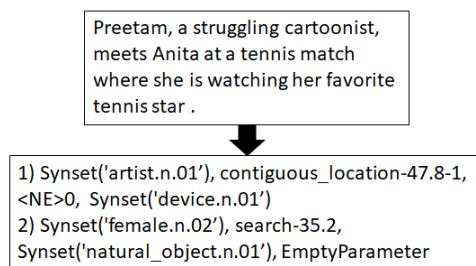 Preetam, a struggling cartoonist,
meets Anita at a tennis match
where she is watching her favorite
tennis star .
1) Synset('artist.n.01’), contiguous_location-47.8-1,
<NE>0, Synset('device.n.01’)
2) Synset('female.n.02’), search-35.2,
Synset('natural_object.n.01’), EmptyParameter